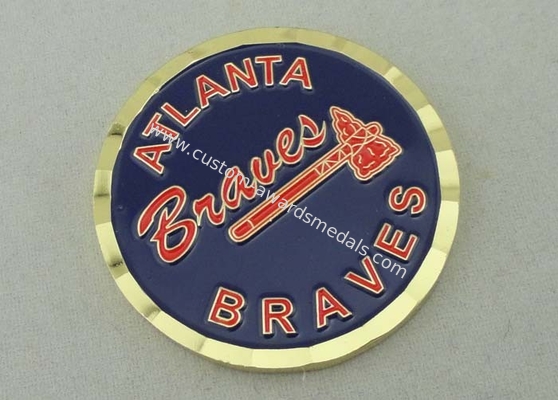 ATLANTA
Braves
BRAVES
www.customawardsmedals.com